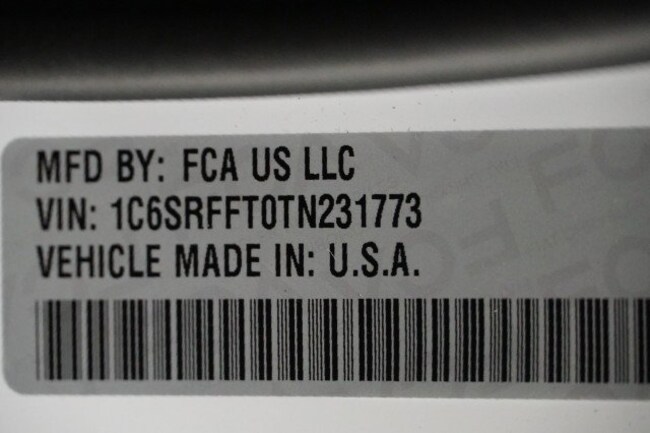 MFD BY: FCA US LLC
VIN: 1C6SRFFT0TN231773
VEHICLE MADE IN: U.S.A.